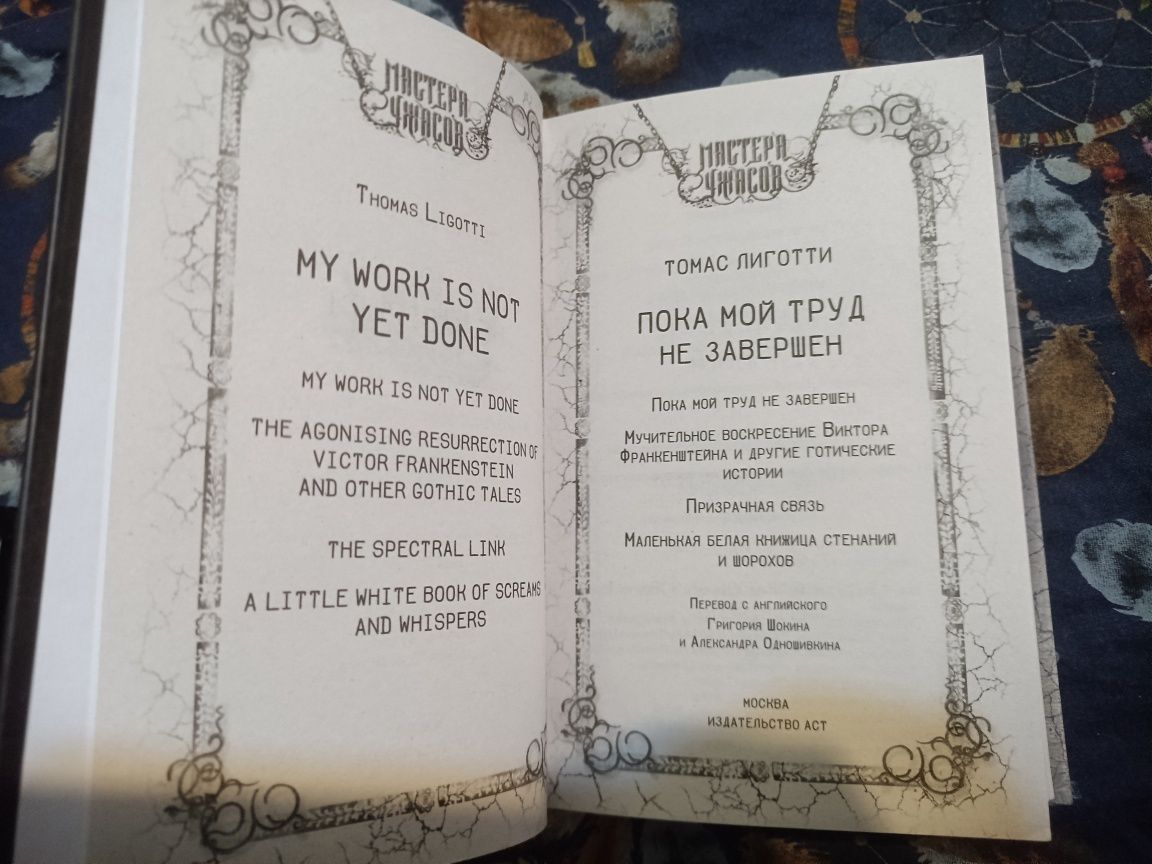 МАСТЕРА
УЖАСОВ
Thomas Ligotti
MY WORK IS NOT
YET DONE
MY WORK IS NOT YET DONE
THE AGONISING RESURRECTION OF
VICTOR FRANKENSTEIN
AND OTHER GOTHIC TALES
THE SPECTRAL LINK
A LITTLE WHITE BOOK OF SCREAMS
AND WHISPERS
МАСТЕРА
УЖАСОВ
ТОМАС ЛИГОТТИ
ПОКА МОЙ ТРУД
НЕ ЗАВЕРШЕН
Пока мой труд не завершен
Мучительное воскресение Виктора
Франкенштейна и другие готические
истории
Призрачная связь
Маленькая белая книжица стенаний
и шорохов
Перевод с английского
Григория Шокина
и Александра Одношивкина
МОСКВА
ИЗДАТЕЛЬСТВО АСТ